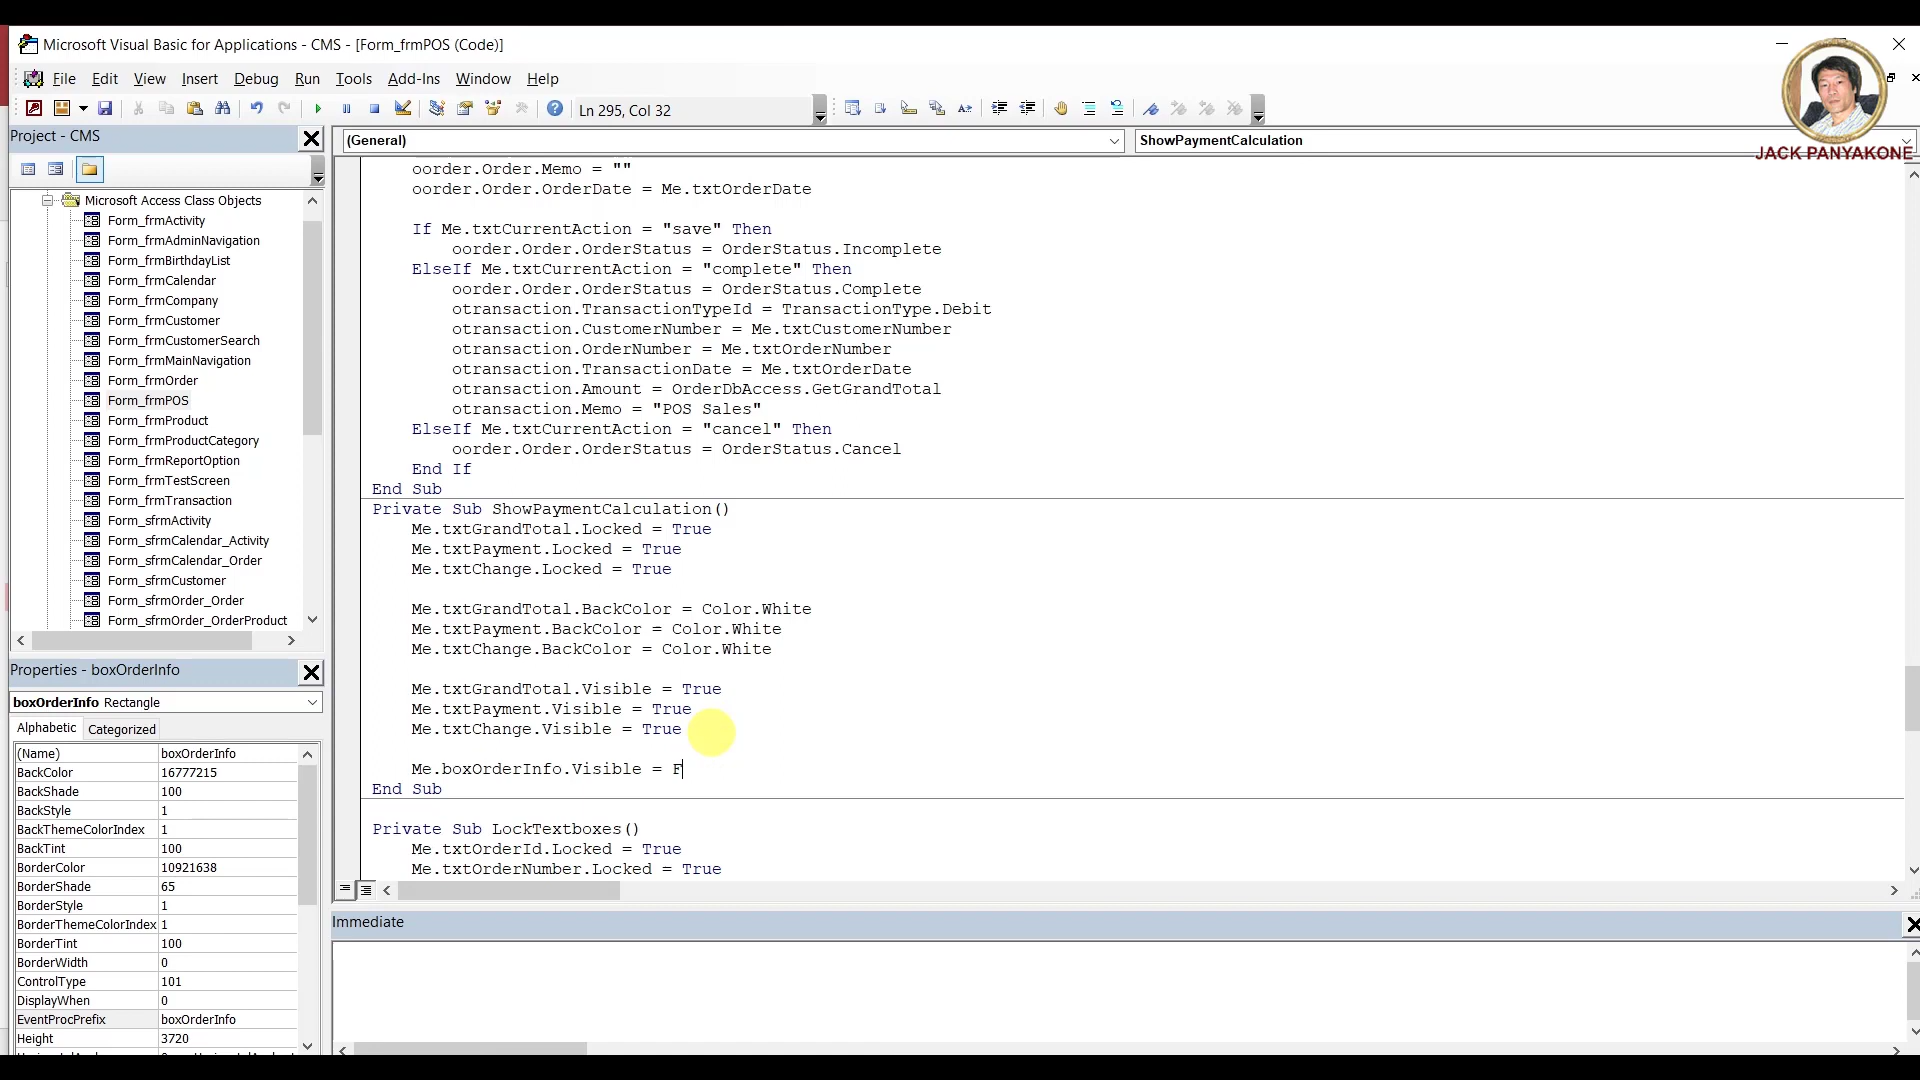 Microsoft Visual Basic for Applications - CMS - [Form_frmPOS (Code)]
File Edit View Insert Debug Run Tools Add-Ins Window Help
Ln 295, Col 32
JACK PANYAKONE
Project - CMS
(General)
ShowPaymentCalculation
Microsoft Access Class Objects
Form_frmActivity
Form_frmAdminNavigation
Form_frmBirthdayList
Form_frmCalendar
Form_frmCompany
Form_frmCustomer
Form_frmCustomerSearch
Form_frmMainNavigation
Form_frmOrder
Form_frmPOS
Form_frmProduct
Form_frmProductCategory
Form_frmReportOption
Form_frmTestScreen
Form_frmTransaction
Form_sfrmActivity
Form_sfrmCalendar_Activity
Form_sfrmCalendar_Order
Form_sfrmCustomer
Form_sfrmOrder_Order
Form_sfrmOrder_OrderProduct
Properties - boxOrderInfo
boxOrderInfo Rectangle
Alphabetic Categorized
(Name) boxOrderInfo
BackColor 16777215
BackShade 100
BackStyle 1
BackThemeColorIndex 1
BackTint 100
BorderColor 10921638
BorderShade 65
BorderStyle 1
BorderThemeColorIndex 1
BorderTint 100
BorderWidth 0
ControlType 101
DisplayWhen 0
EventProcPrefix boxOrderInfo
Height 3720
oorder.Order.Memo = ""
oorder.Order.OrderDate = Me.txtOrderDate
If Me.txtCurrentAction = "save" Then
oorder.Order.OrderStatus = OrderStatus.Incomplete
ElseIf Me.txtCurrentAction = "complete" Then
oorder.Order.OrderStatus = OrderStatus.Complete
otransaction.TransactionTypeId = TransactionType.Debit
otransaction.CustomerNumber = Me.txtCustomerNumber
otransaction.OrderNumber = Me.txtOrderNumber
otransaction.TransactionDate = Me.txtOrderDate
otransaction.Amount = OrderDbAccess.GetGrandTotal
otransaction.Memo = "POS Sales"
ElseIf Me.txtCurrentAction = "cancel" Then
oorder.Order.OrderStatus = OrderStatus.Cancel
End If
End Sub
Private Sub ShowPaymentCalculation()
Me.txtGrandTotal.Locked = True
Me.txtPayment.Locked = True
Me.txtChange.Locked = True
Me.txtGrandTotal.BackColor = Color.White
Me.txtPayment.BackColor = Color.White
Me.txtChange.BackColor = Color.White
Me.txtGrandTotal.Visible = True
Me.txtPayment.Visible = True
Me.txtChange.Visible = True
Me.boxOrderInfo.Visible = F
End Sub
Private Sub LockTextboxes()
Me.txtOrderId.Locked = True
Me.txtOrderNumber.Locked = True
Immediate